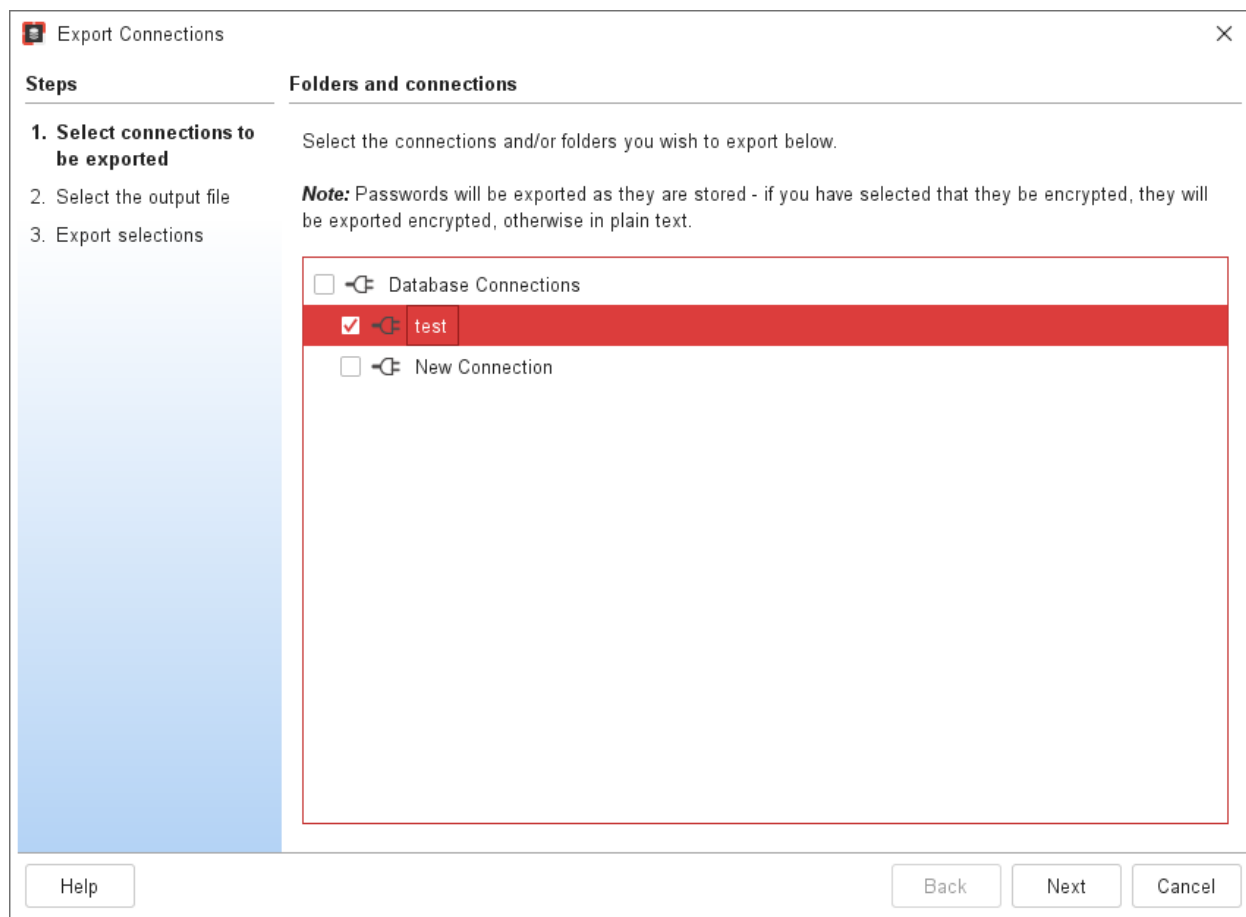 Export Connections
Steps
1. Select connections to
be exported
2. Select the output file
3. Export selections
Folders and connections
Select the connections and/or folders you wish to export below.
Note: Passwords will be exported as they are stored - if you have selected that they be encrypted, they will
be exported encrypted, otherwise in plain text.
Database Connections
test
New Connection
Help
Back
Next
Cancel